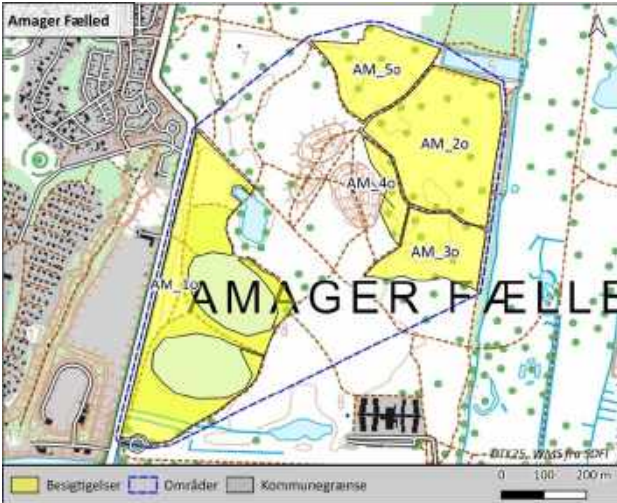 Amager Fælled
AM_5o
AM_2o
AM_4o
AM_3o
AM_1o
AMAGER FÆLLE
DTK25, WMS fra SDFI
Besigtigelser Områder Kommunegrænse
0 100 200 m